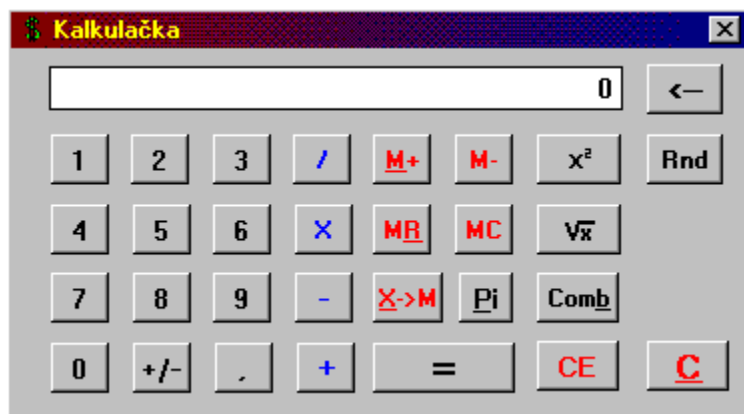 $ Kalkulačka
0 ←
1 2 3 / M+ M- x² Rnd
4 5 6 X MR MC √x
7 8 9 - X->M Pi Comb
0 +/- , + = CE C